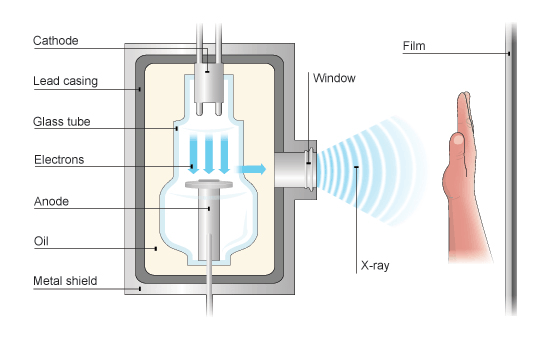 Cathode
Film
Lead casing
Window
Glass tube
Electrons
Anode
Oil
X-ray
Metal shield